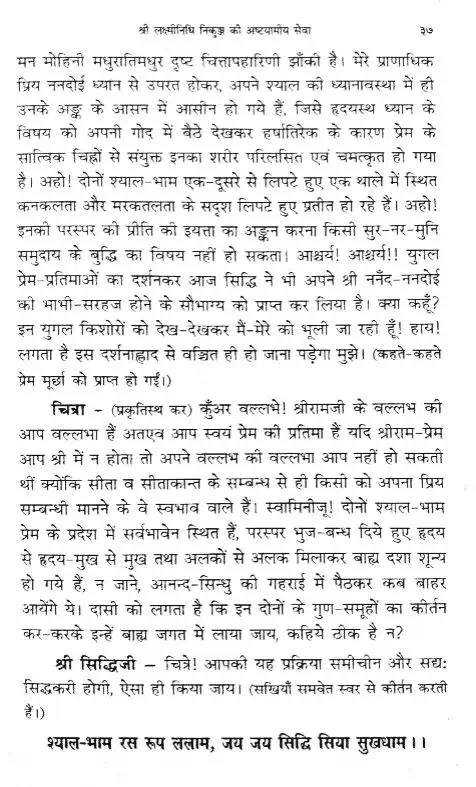 श्री लक्ष्मीनिधि निकुञ्ज की अष्टयामीय सेवा ३७
मन मोहिनी मधुरातिमधुर दृष्ट चित्तापहारिणी झाँकी है। मेरे प्राणाधिक
प्रिय ननदोई ध्यान से उपरत होकर, अपने श्याल की ध्यानावस्था में ही
उनके अङ्क के आसन में आसीन हो गये हैं, जिसे हृदयस्थ ध्यान के
विषय को अपनी गोद में बैठे देखकर हर्षातिरेक के कारण प्रेम के
सात्विक चिह्नों से संयुक्त इनका शरीर परिलसित एवं चमत्कृत हो गया
है। अहो! दोनों श्याल-भाम एक-दूसरे से लिपटे हुए एक थाले में स्थित
कनकलता और मरकतलता के सदृश लिपटे हुए प्रतीत हो रहे हैं। अहो!
इनकी परस्पर की प्रीति की इयत्ता का अङ्कन करना किसी सुर-नर-मुनि
समुदाय के बुद्धि का विषय नहीं हो सकता। आश्चर्य! आश्चर्य!! युगल
प्रेम-प्रतिमाओं का दर्शनकर आज सिद्धि ने भी अपने श्री ननँद-ननदोई
की भाभी-सरहज होने के सौभाग्य को प्राप्त कर लिया है। क्या कहूँ?
इन युगल किशोरों को देख-देखकर मैं-मेरे को भूली जा रही हूँ! हाय!
लगता है इस दर्शनाह्लाद से वञ्चित ही हो जाना पड़ेगा मुझे। (कहते-कहते
प्रेम मूर्छा को प्राप्त हो गईं।)
चित्रा - (प्रकृतिस्थ कर) कुँअर वल्लभे! श्रीरामजी के वल्लभ की
आप वल्लभा हैं अतएव आप स्वयं प्रेम की प्रतिमा हैं यदि श्रीराम-प्रेम
आप श्री में न होता तो अपने वल्लभ की वल्लभा आप नहीं हो सकती
थीं क्योंकि सीता व सीताकान्त के सम्बन्ध से ही किसी को अपना प्रिय
सम्बन्धी मानने के वे स्वभाव वाले हैं। स्वामिनीजू! दोनों श्याल-भाम
प्रेम के प्रदेश में सर्वभावेन स्थित हैं, परस्पर भुज-बन्ध दिये हुए हृदय
से हृदय-मुख से मुख तथा अलकों से अलक मिलाकर बाह्य दशा शून्य
हो गये हैं, न जाने, आनन्द-सिन्धु की गहराई में पैठकर कब बाहर
आयेंगे ये। दासी को लगता है कि इन दोनों के गुण-समूहों का कीर्तन
कर-करके इन्हें बाह्य जगत में लाया जाय, कहिये ठीक है न?
श्री सिद्धिजी – चित्रे! आपकी यह प्रक्रिया समीचीन और सद्यः
सिद्धकरी होगी, ऐसा ही किया जाय। (सखियाँ समवेत स्वर से कीर्तन करती
हैं।)
श्याल-भाम रस रूप ललाम, जय जय सिद्धि सिया सुखधाम।।